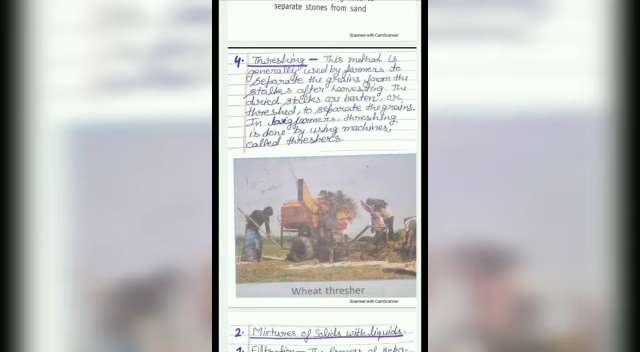 separate stones from sand
Scanned with CamScanner
4. Threshing — This method is
generally used by farmers to
separate the grains from the
stalks after harvesting. The
dried stalks are beaten, or
threshed, to separate the grains.
In farmers, threshing
is done by using machines,
called threshers.
Wheat thresher
Scanned with CamScanner
2. Mixtures of Solids with liquids.
1. Filtration - The process of sepa-